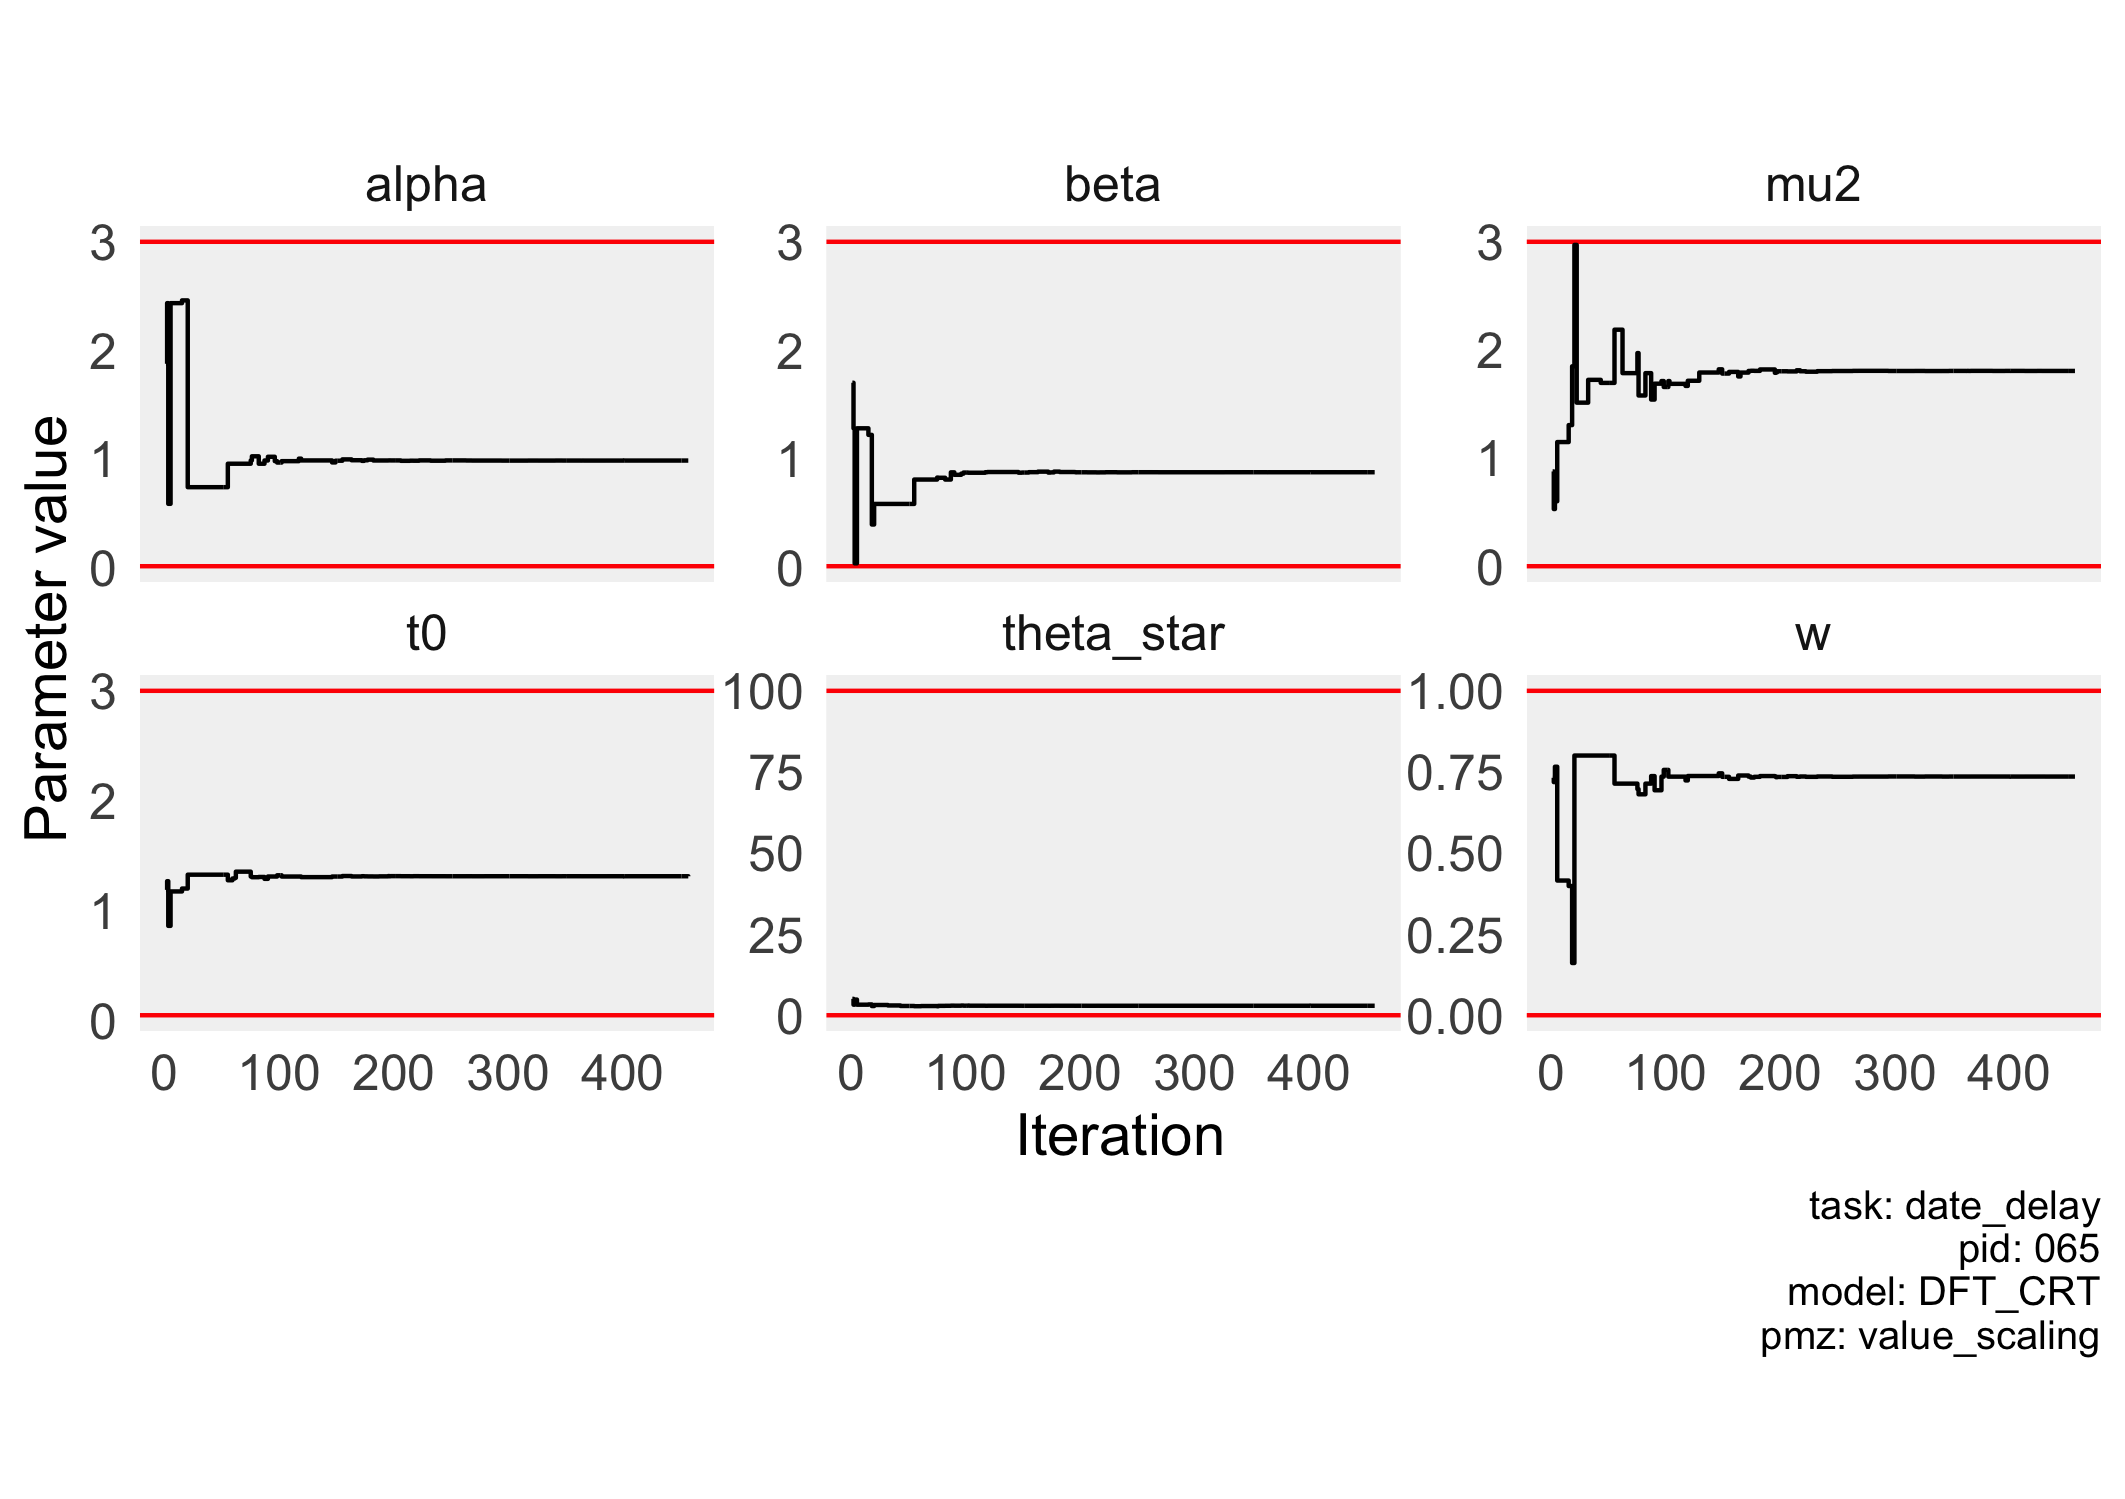 alpha
beta
mu2
3
2
1
0
3
2
1
0
3
2
1
0
Parameter value
t0
theta_star
w
3
2
1
0
100
75
50
25
0
1.00
0.75
0.50
0.25
0.00
0 100 200 300 400
0 100 200 300 400
0 100 200 300 400
Iteration
task: date_delay
pid: 065
model: DFT_CRT
pmz: value_scaling